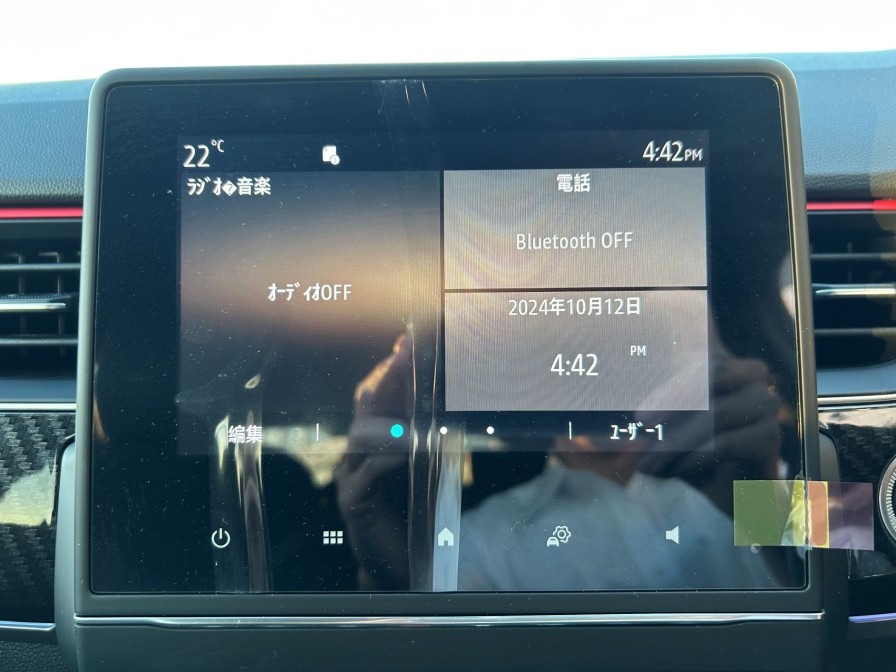 22℃
4:42PM
ﾗｼﾞｵ�音楽
電話
Bluetooth OFF
ｵｰﾃﾞｨｵOFF
2024年10月12日
4:42 PM
編集
ﾕｰｻﾞｰ1